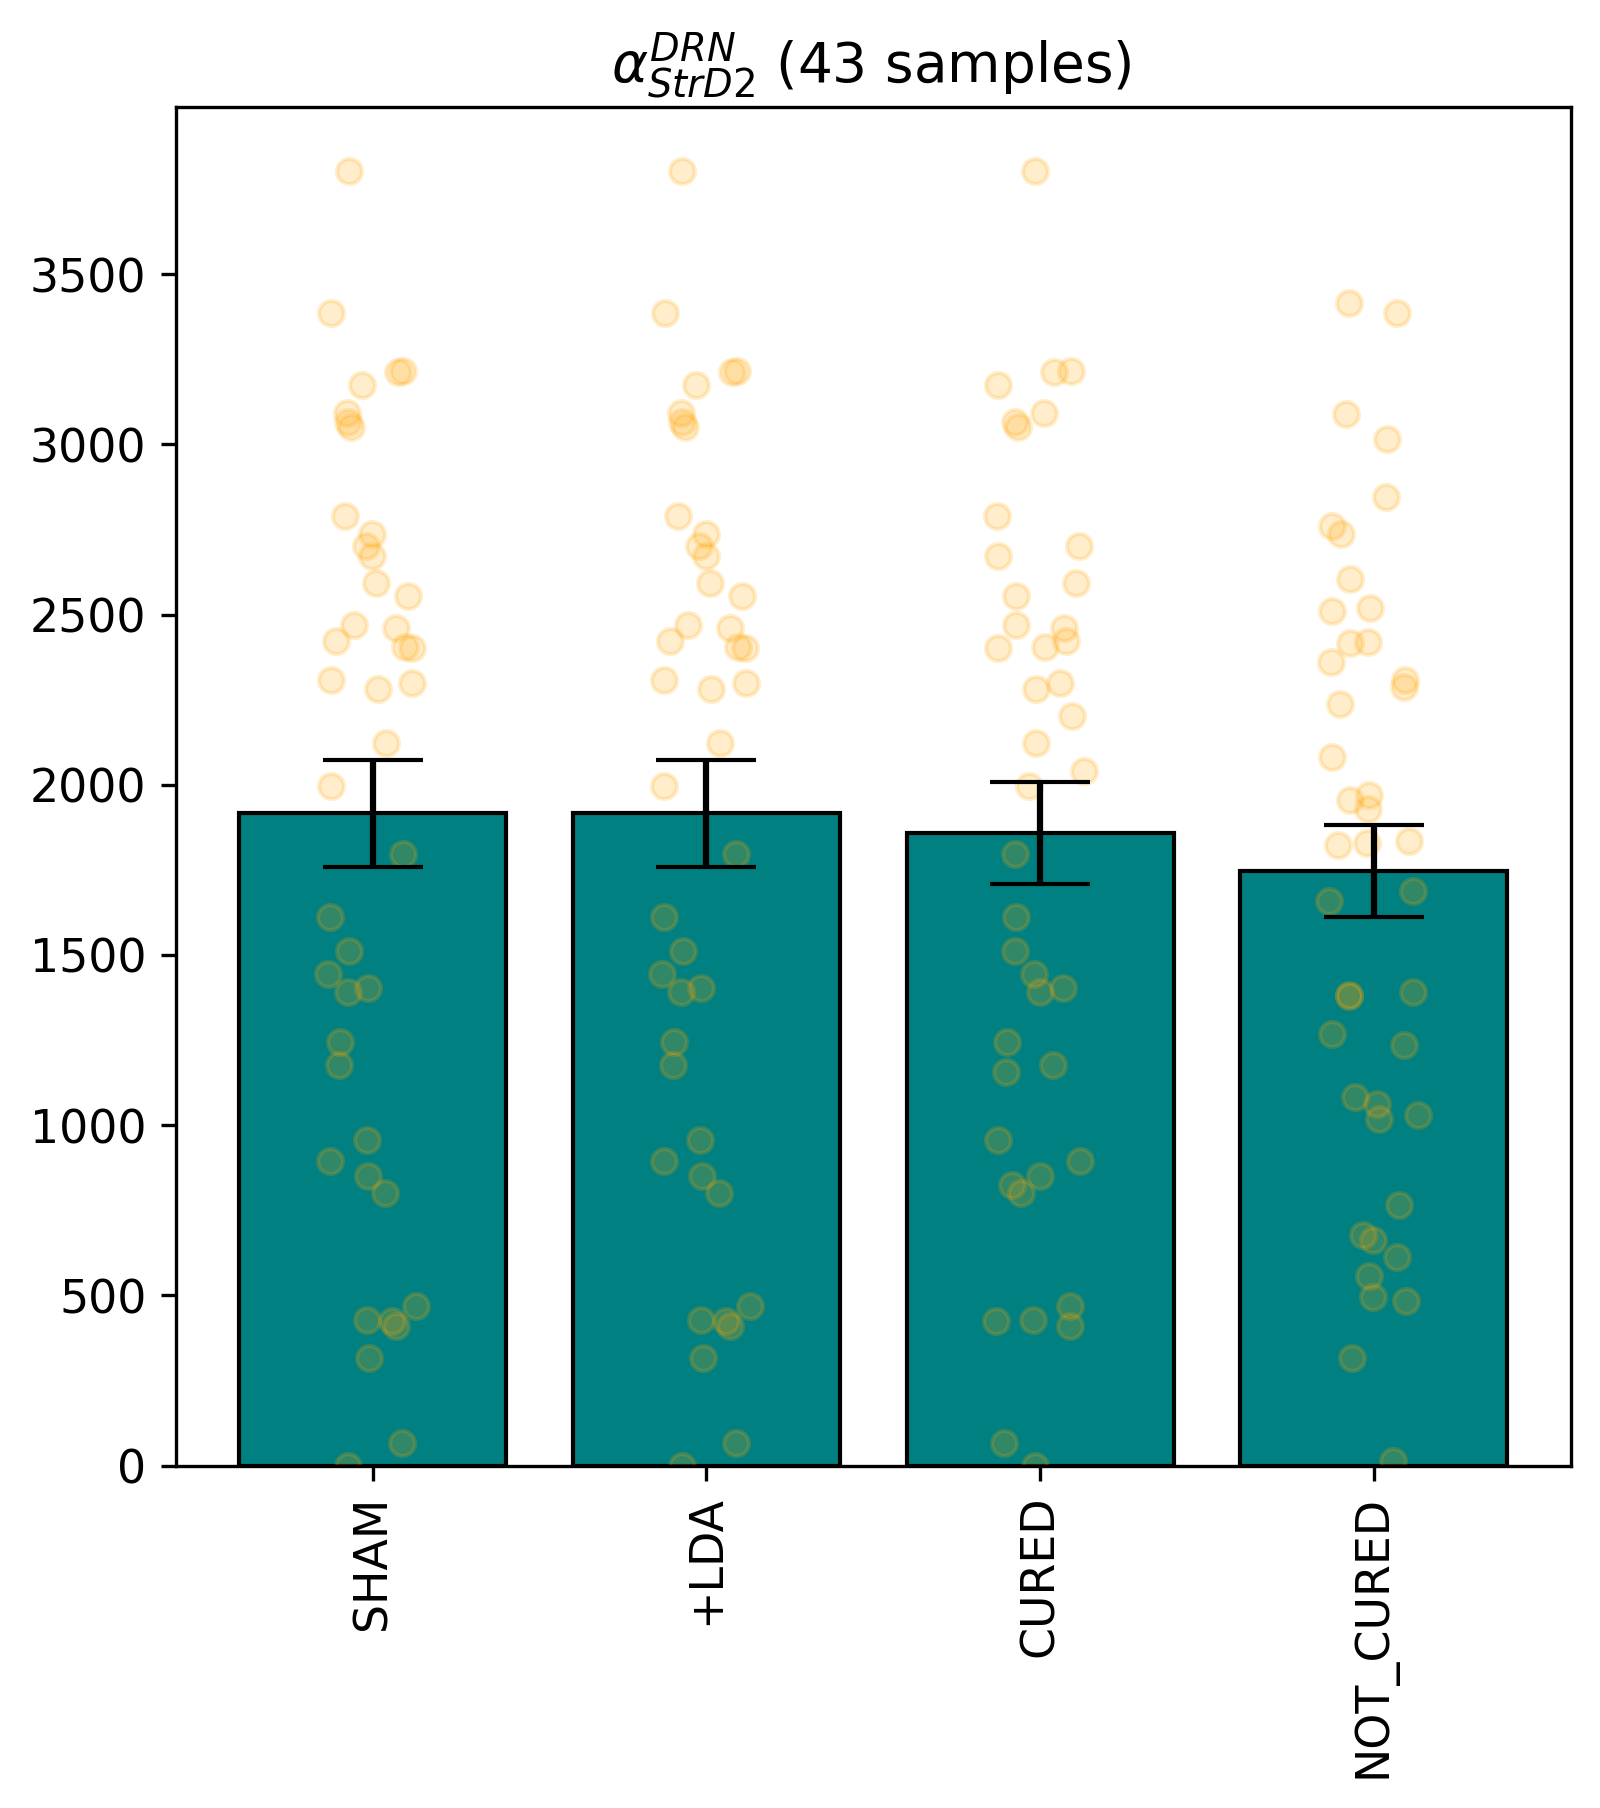 α^{DRN}_{StrD2} (43 samples)
3500
3000
2500
2000
1500
1000
500
0
SHAM
+LDA
CURED
NOT_CURED